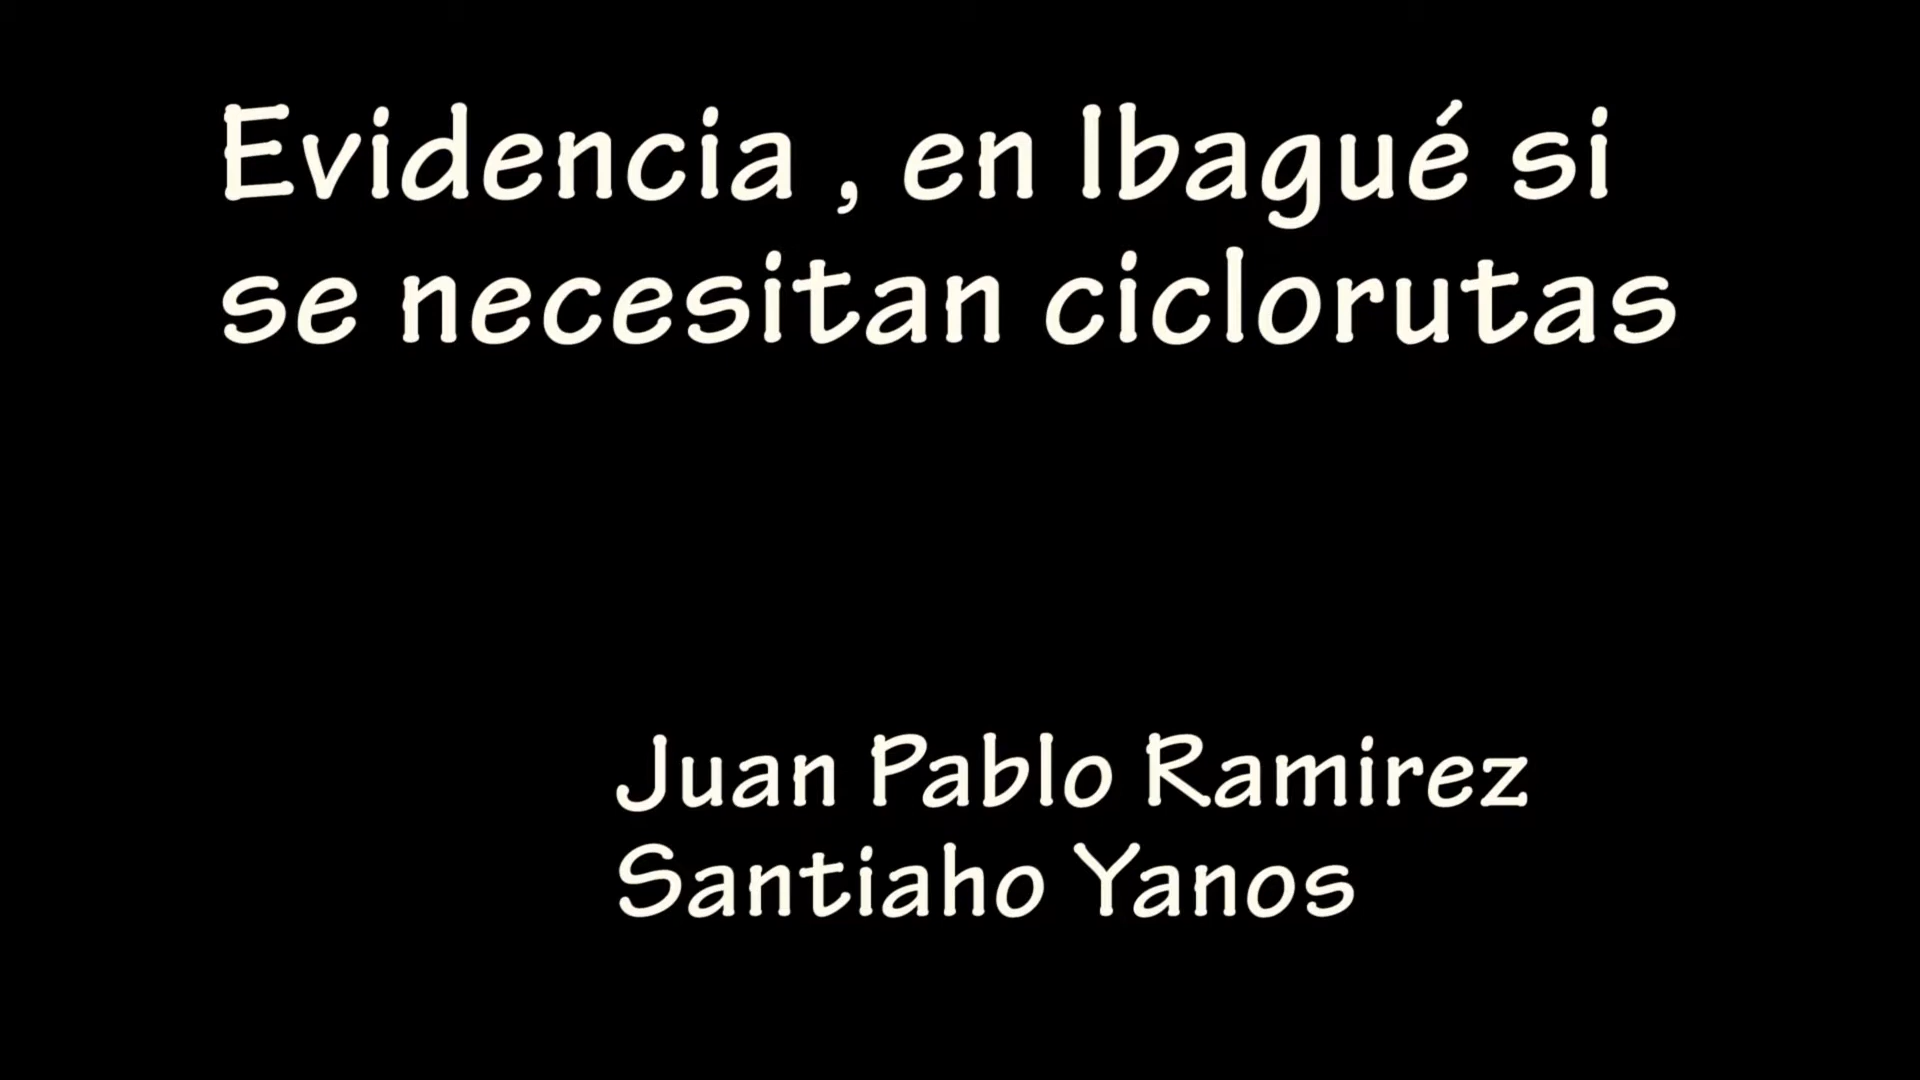 Evidencia , en Ibagué si
se necesitan ciclorutas
Juan Pablo Ramirez
Santiaho Yanos